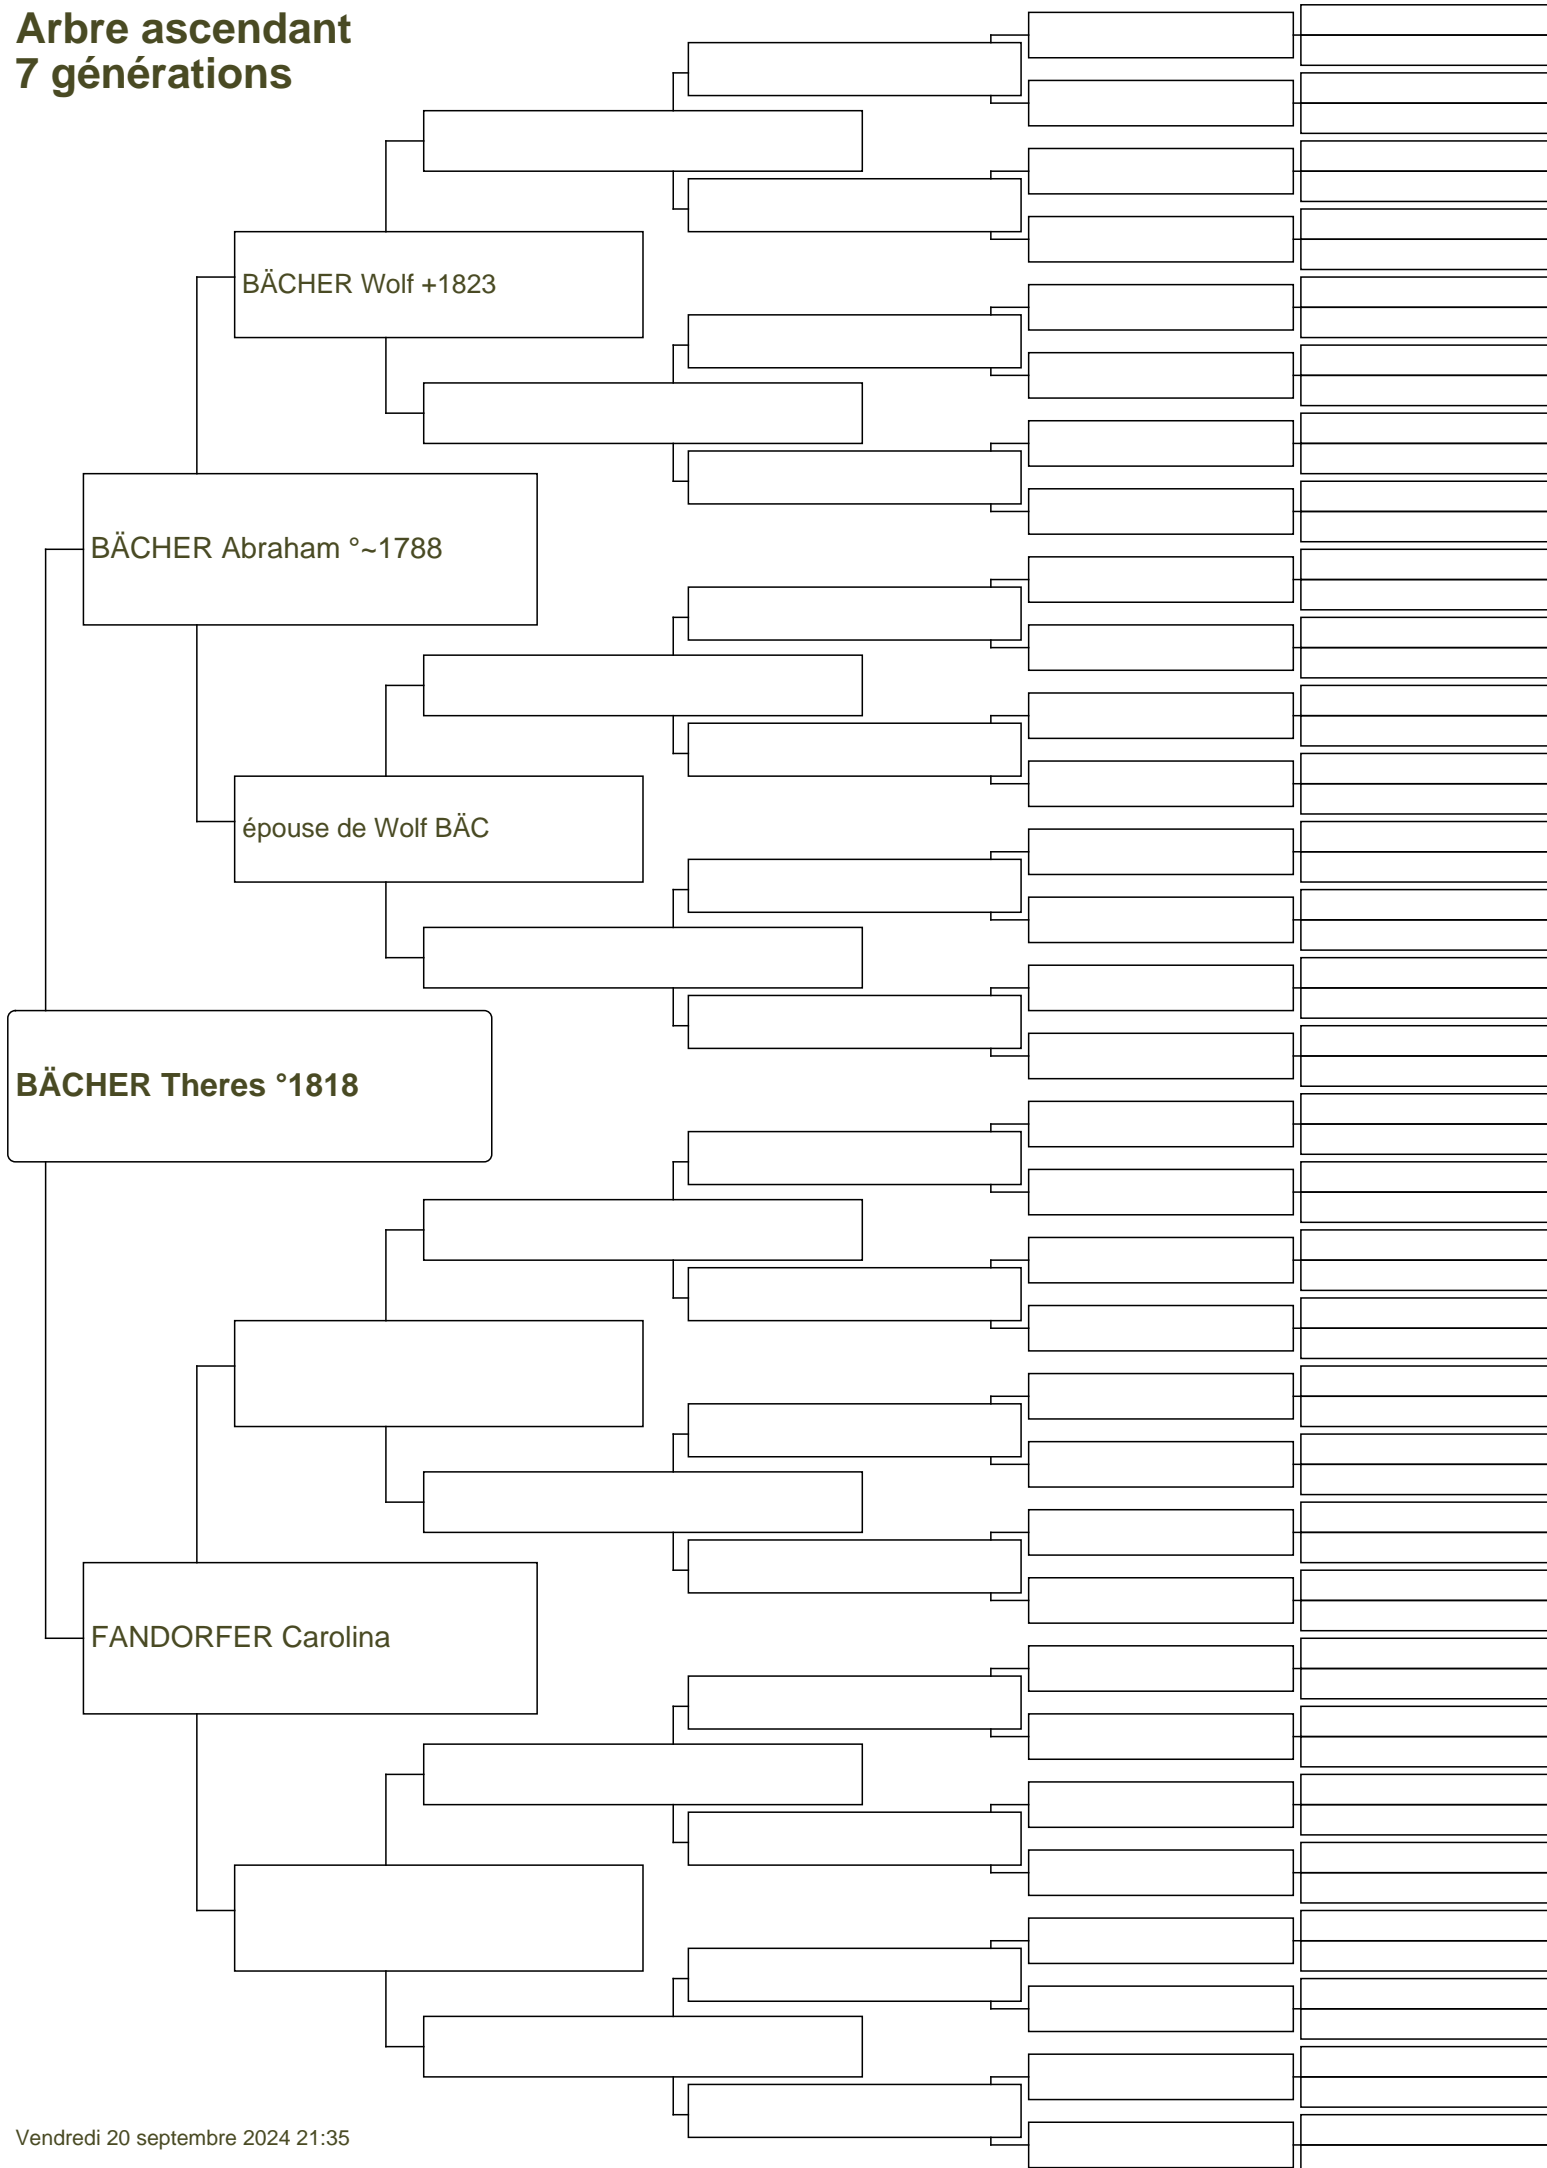 Arbre ascendant
7 générations
BÄCHER Wolf +1823
BÄCHER Abraham °~1788
épouse de Wolf BÄC
BÄCHER Theres °1818
FANDORFER Carolina
Vendredi 20 septembre 2024 21:35